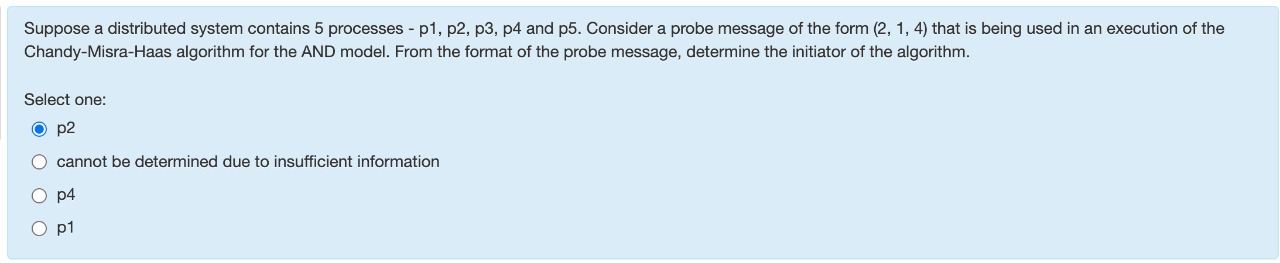 Suppose a distributed system contains 5 processes - p1, p2, p3, p4 and p5. Consider a probe message of the form (2, 1, 4) that is being used in an execution of the
Chandy-Misra-Haas algorithm for the AND model. From the format of the probe message, determine the initiator of the algorithm.
Select one:
p2
cannot be determined due to insufficient information
p4
p1